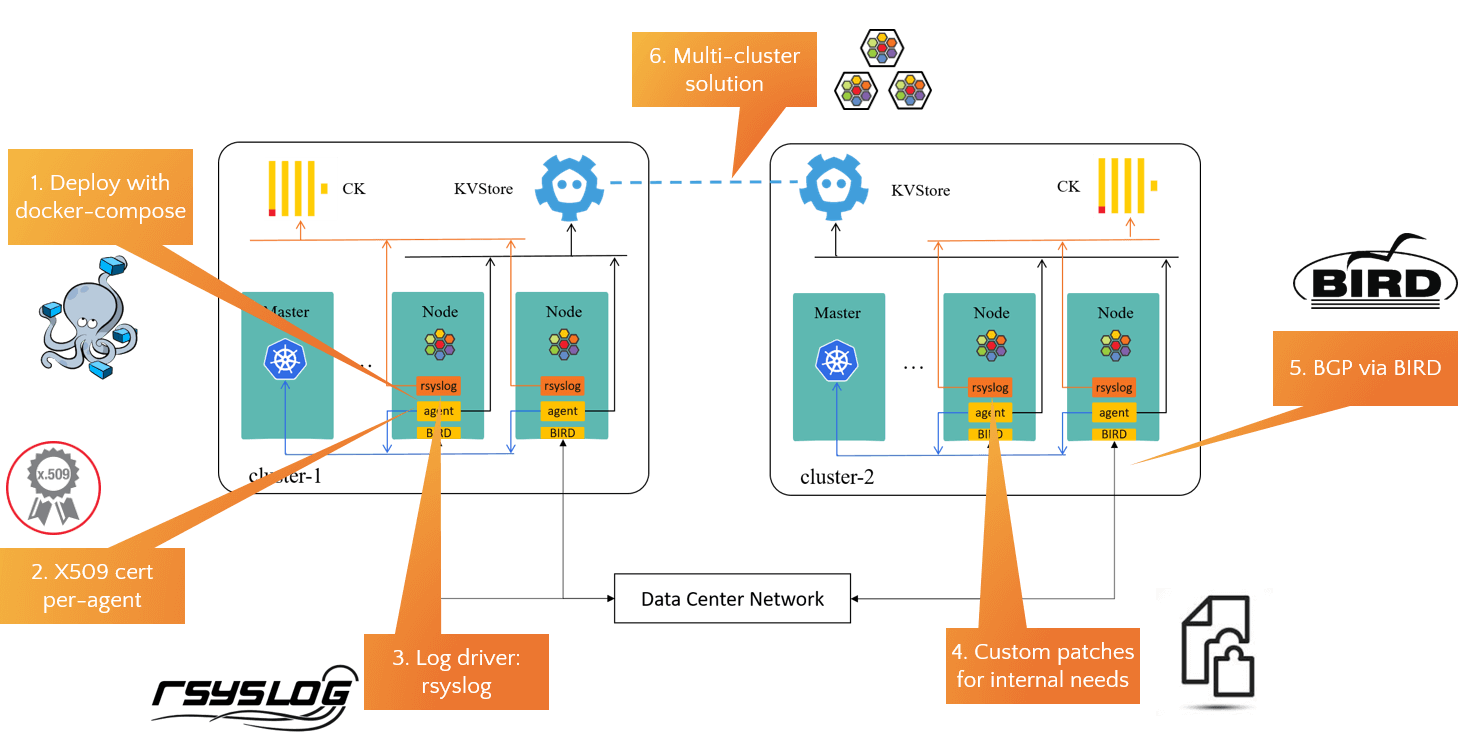 6. Multi-cluster
solution
1. Deploy with
docker-compose
CK
KVStore
KVStore
CK
BIRD
Master
Node
Node
Master
Node
Node
...
...
5. BGP via BIRD
rsyslog
rsyslog
rsyslog
rsyslog
agent
agent
agent
agent
BIRD
BIRD
BIRD
BIRD
cluster-1
cluster-2
x.509
2. X509 cert
per-agent
Data Center Network
3. Log driver:
rsyslog
4. Custom patches
for internal needs
RSYSLOG